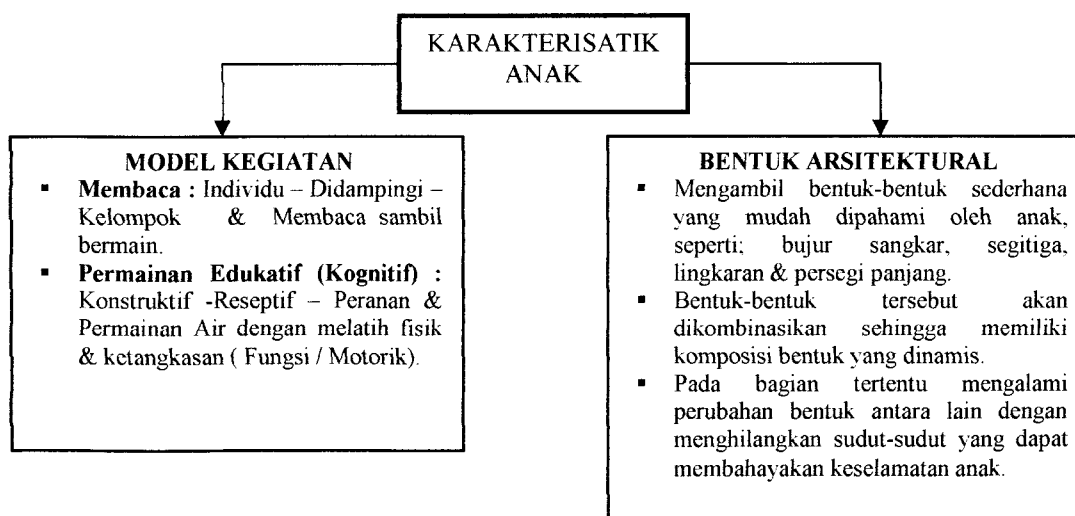 KARAKTERISATIK
ANAK
MODEL KEGIATAN
▪ Membaca : Individu – Didampingi –
Kelompok & Membaca sambil
bermain.
▪ Permainan Edukatif (Kognitif) :
Konstruktif -Reseptif – Peranan &
Permainan Air dengan melatih fisik
& ketangkasan ( Fungsi / Motorik).
BENTUK ARSITEKTURAL
▪ Mengambil bentuk-bentuk sederhana
yang mudah dipahami oleh anak,
seperti; bujur sangkar, segitiga,
lingkaran & persegi panjang.
▪ Bentuk-bentuk tersebut akan
dikombinasikan sehingga memiliki
komposisi bentuk yang dinamis.
▪ Pada bagian tertentu mengalami
perubahan bentuk antara lain dengan
menghilangkan sudut-sudut yang dapat
membahayakan keselamatan anak.